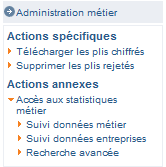 Administration métier
Actions spécifiques
Télécharger les plis chiffrés
Supprimer les plis rejetés
Actions annexes
Accès aux statistiques
métier
Suivi données métier
Suivi données entreprises
Recherche avancée